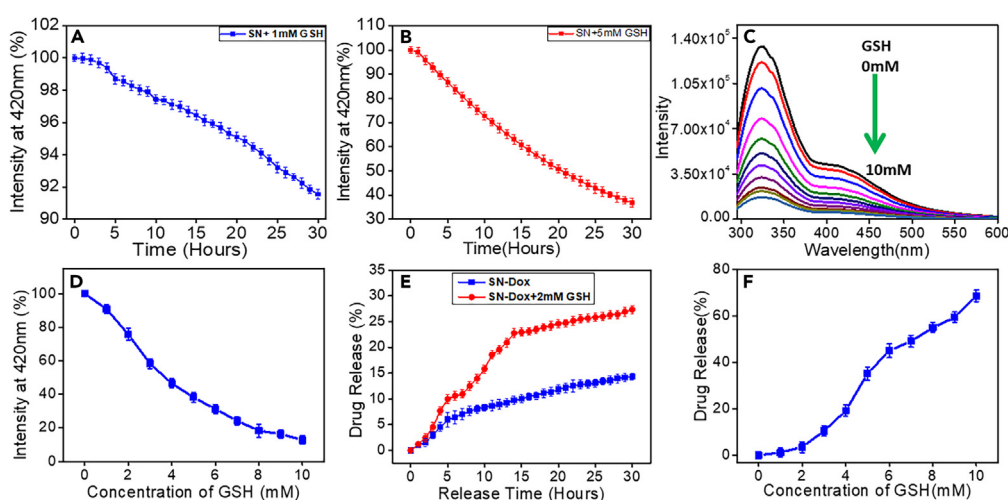 A
SN+ 1mM GSH
Intensity at 420nm (%)
102
100
98
96
94
92
90
0 5 10 15 20 25 30
Time (Hours)
B
SN+5mM GSH
Intensity at 420nm(%)
110
100
90
80
70
60
50
40
30
0 5 10 15 20 25 30
Time(Hours)
C
GSH
0mM
10mM
Intensity
1.40x10⁵
1.05x10⁵
7.00x10⁴
3.50x10⁴
0.00
300 350 400 450 500 550 600
Wavelength(nm)
D
Intensity at 420nm (%)
100
80
60
40
20
0
0 2 4 6 8 10
Concentration of GSH (mM)
E
SN-Dox
SN-Dox+2mM GSH
Drug Release (%)
35
30
25
20
15
10
5
0
0 5 10 15 20 25 30
Release Time (Hours)
F
Drug Release(%)
80
60
40
20
0
0 2 4 6 8 10
Concentration of GSH (mM)